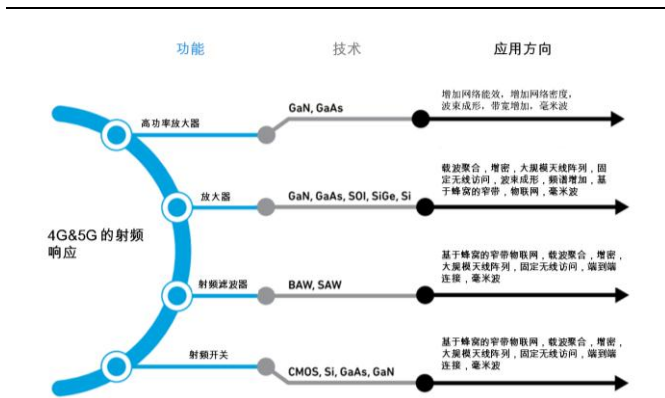 功能
技术
应用方向
高功率放大器
GaN, GaAs
增加网络能效，增加网络密度，
波束成形，带宽增加，毫米波
放大器
GaN, GaAs, SOI, SiGe, Si
载波聚合，增密，大规模天线阵列，固
定无线访问，波束成形，频谱增加，基
于蜂窝的窄带，物联网，毫米波
4G&5G 的射频
响应
射频滤波器
BAW, SAW
基于蜂窝的窄带物联网，载波聚合，增密，
大规模天线阵列，固定无线访问，端到端
连接，毫米波
射频开关
CMOS, Si, GaAs, GaN
基于蜂窝的窄带物联网，载波聚合，增密，
大规模天线阵列，固定无线访问，端到端
连接，毫米波